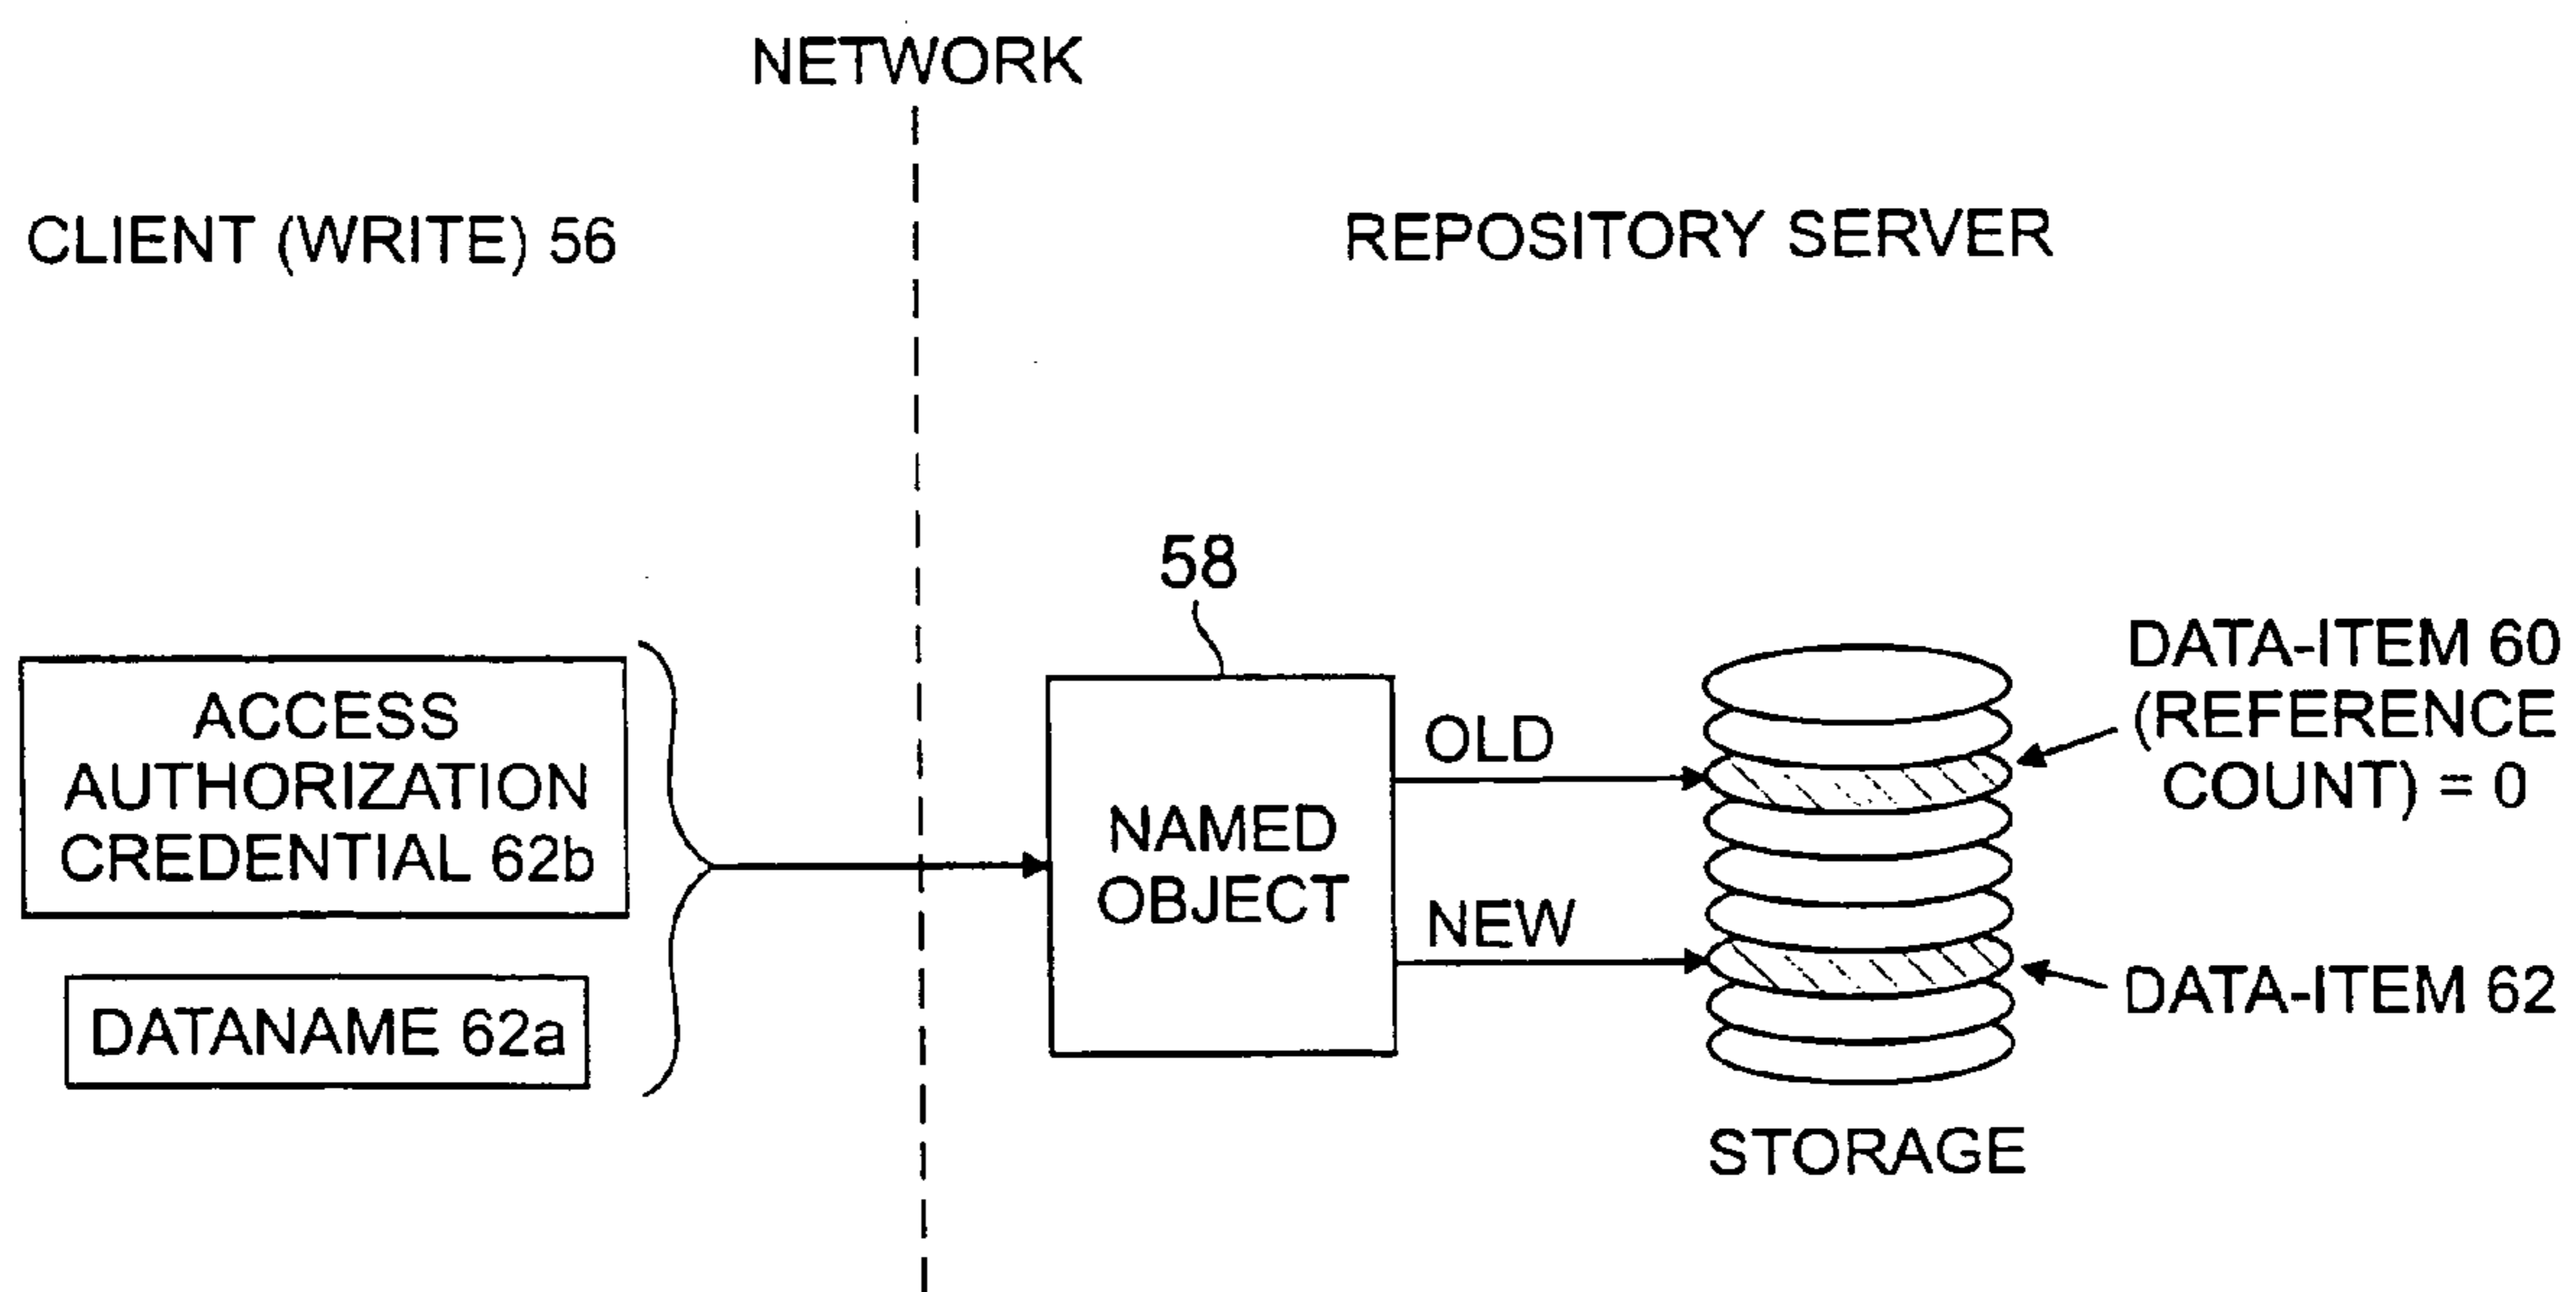 NETWORK
CLIENT (WRITE) 56
REPOSITORY SERVER
ACCESS
AUTHORIZATION
CREDENTIAL 62b
DATANAME 62a
58
NAMED
OBJECT
OLD
NEW
DATA-ITEM 60
(REFERENCE
COUNT) = 0
DATA-ITEM 62
STORAGE